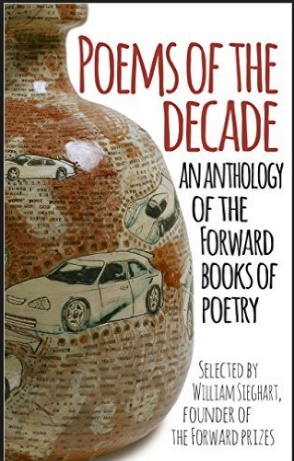 POEMS OF THE
DECADE
AN ANTHOLOGY
OF THE
FORWARD
BOOKS OF
POETRY
SELECTED BY
WILLIAM SIEGHART,
FOUNDER OF
THE FORWARD PRIZES